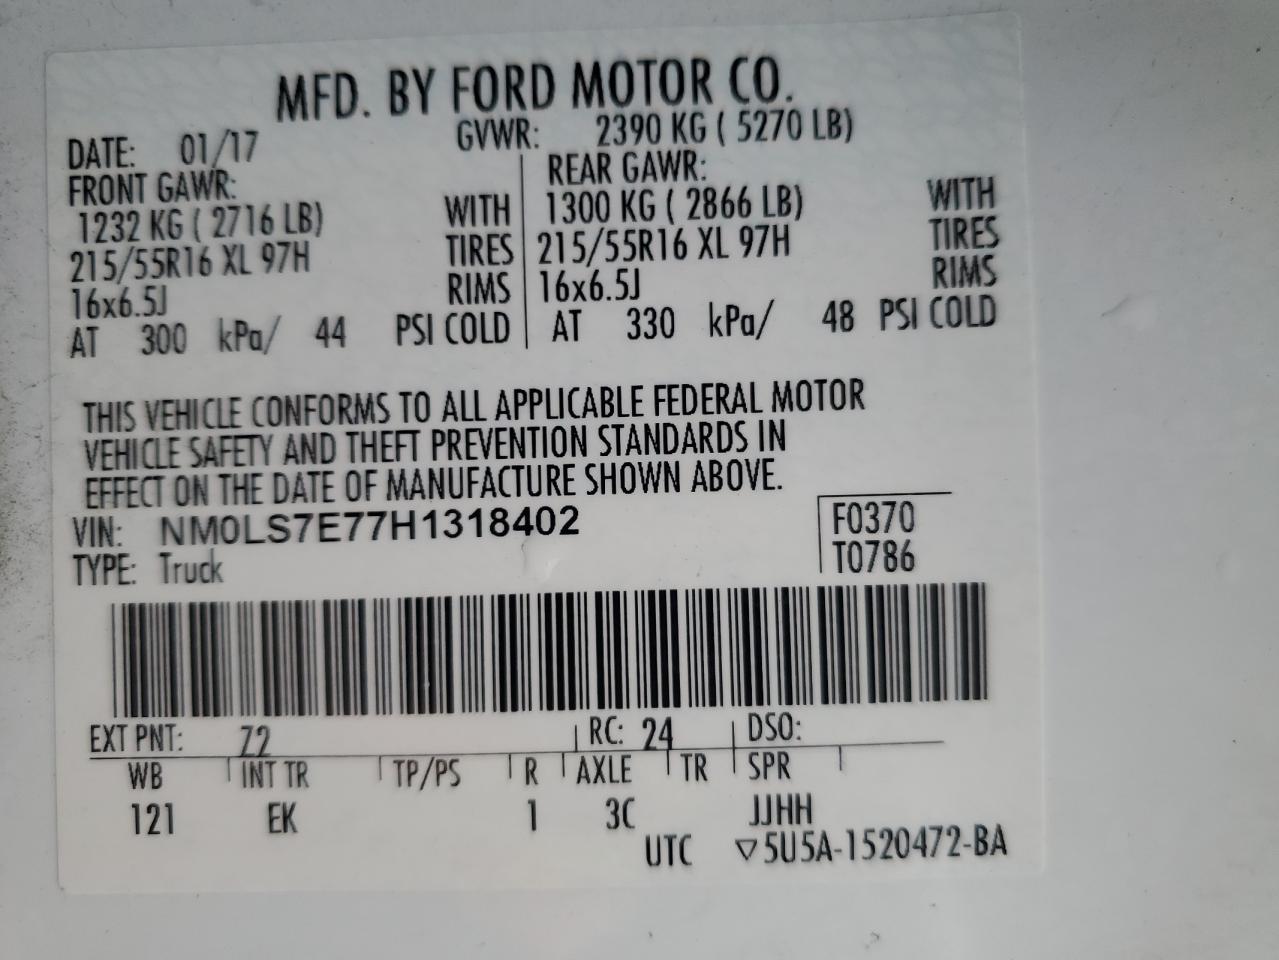 MFD. BY FORD MOTOR CO.
DATE: 01/17 GVWR: 2390 KG ( 5270 LB)
FRONT GAWR: REAR GAWR:
1232 KG ( 2716 LB) WITH 1300 KG ( 2866 LB) WITH
215/55R16 XL 97H TIRES 215/55R16 XL 97H TIRES
16x6.5J RIMS 16x6.5J RIMS
AT 300 kPa/ 44 PSI COLD AT 330 kPa/ 48 PSI COLD
THIS VEHICLE CONFORMS TO ALL APPLICABLE FEDERAL MOTOR
VEHICLE SAFETY AND THEFT PREVENTION STANDARDS IN
EFFECT ON THE DATE OF MANUFACTURE SHOWN ABOVE.
VIN: NM0LS7E77H1318402 F0370
TYPE: Truck T0786
EXT PNT: Z2 RC: 24 DSO:
WB INT TR TP/PS R AXLE TR SPR
121 EK 1 3C JJHH
UTC ▽5U5A-1520472-BA